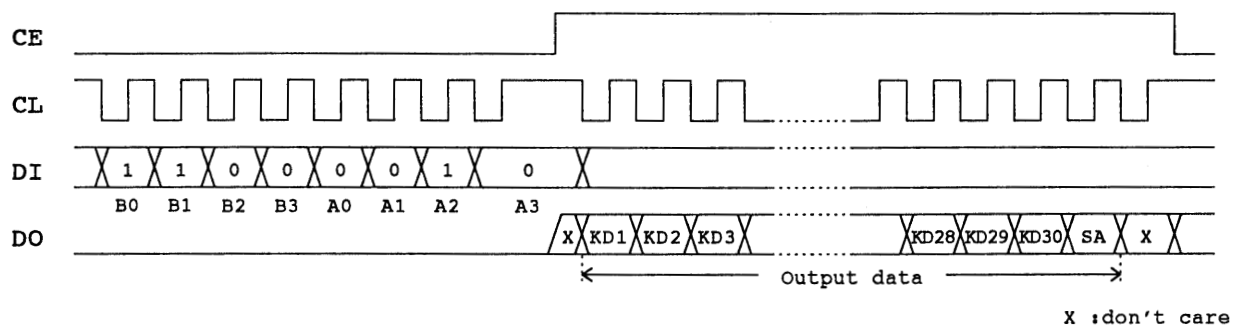 CE
CL
DI 1 1 0 0 0 0 1 0
B0 B1 B2 B3 A0 A1 A2 A3
DO X KD1 KD2 KD3 KD28 KD29 KD30 SA X
Output data
X :don't care